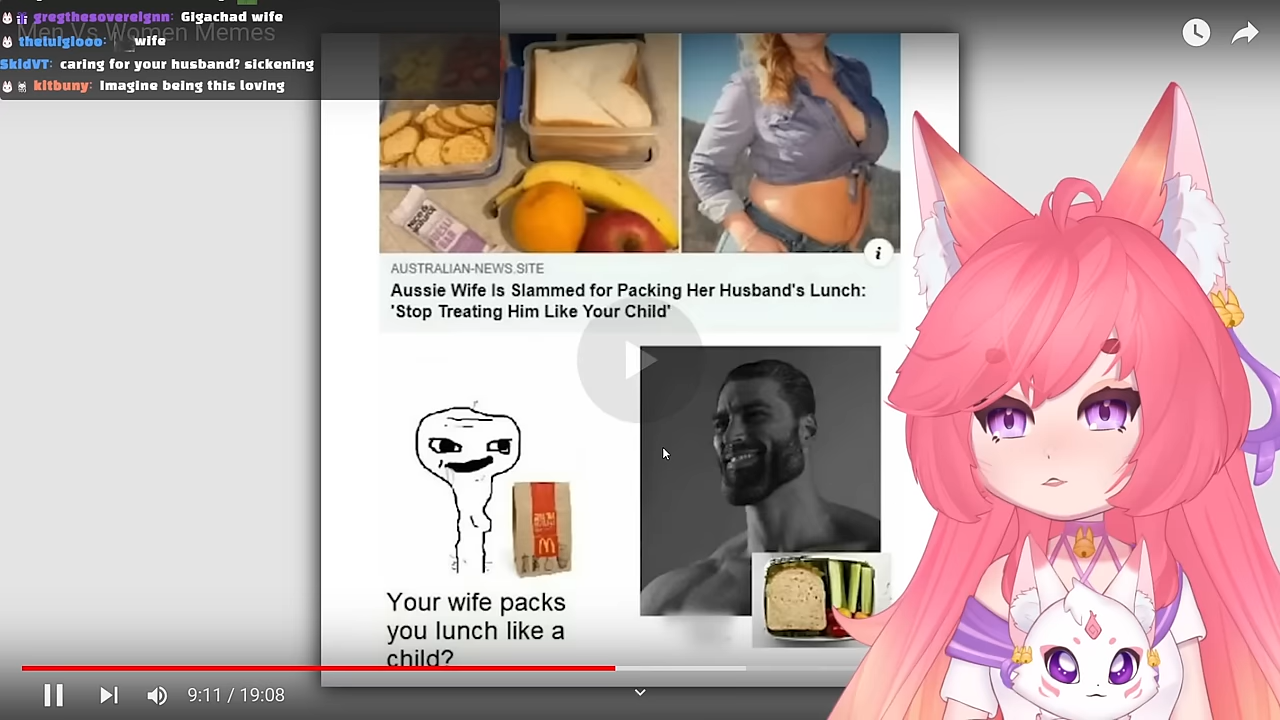 gregthesovereignn: Gigachad wife
Men Vs Women Memes
theluigiooo: wife
SkidVT: caring for your husband? sickening
kitbuny: Imagine being this loving
AUSTRALIAN-NEWS.SITE
Aussie Wife Is Slammed for Packing Her Husband's Lunch:
'Stop Treating Him Like Your Child'
Your wife packs
you lunch like a
child?
9:11 / 19:08